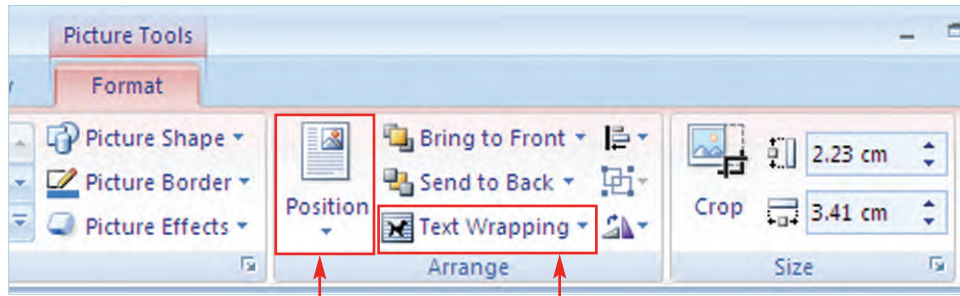 Picture Tools
Format
Picture Shape
Picture Border
Picture Effects
Position
Bring to Front
Send to Back
Text Wrapping
Arrange
Crop
2.23 cm
3.41 cm
Size